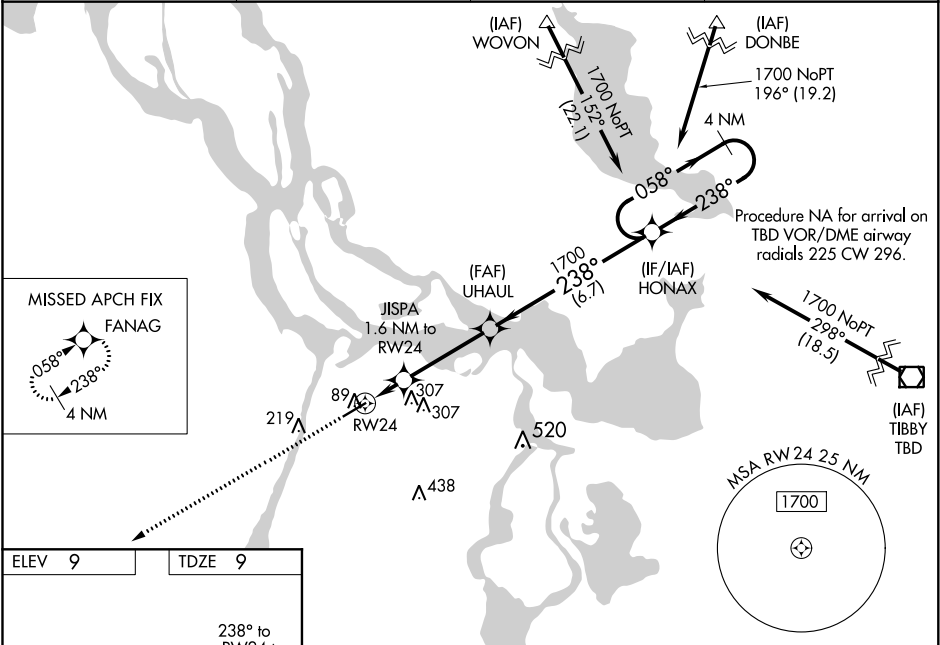 (IAF)
WOVON
(IAF)
DONBE
1700 NoPT
152°
(22.1)
1700 NoPT
196° (19.2)
4 NM
058°
238°
Procedure NA for arrival on
TBD VOR/DME airway
radials 225 CW 296.
(IF/IAF)
HONAX
1700
238°
(6.7)
(FAF)
UHAUL
MISSED APCH FIX
FANAG
058°
238°
4 NM
JISPA
1.6 NM to
RW24
1700 NoPT
298°
(18.5)
(IAF)
TIBBY
TBD
89
307
307
RW24
219
520
438
MSA RW 24 25 NM
1700
ELEV 9
TDZE 9
238° to
RW24